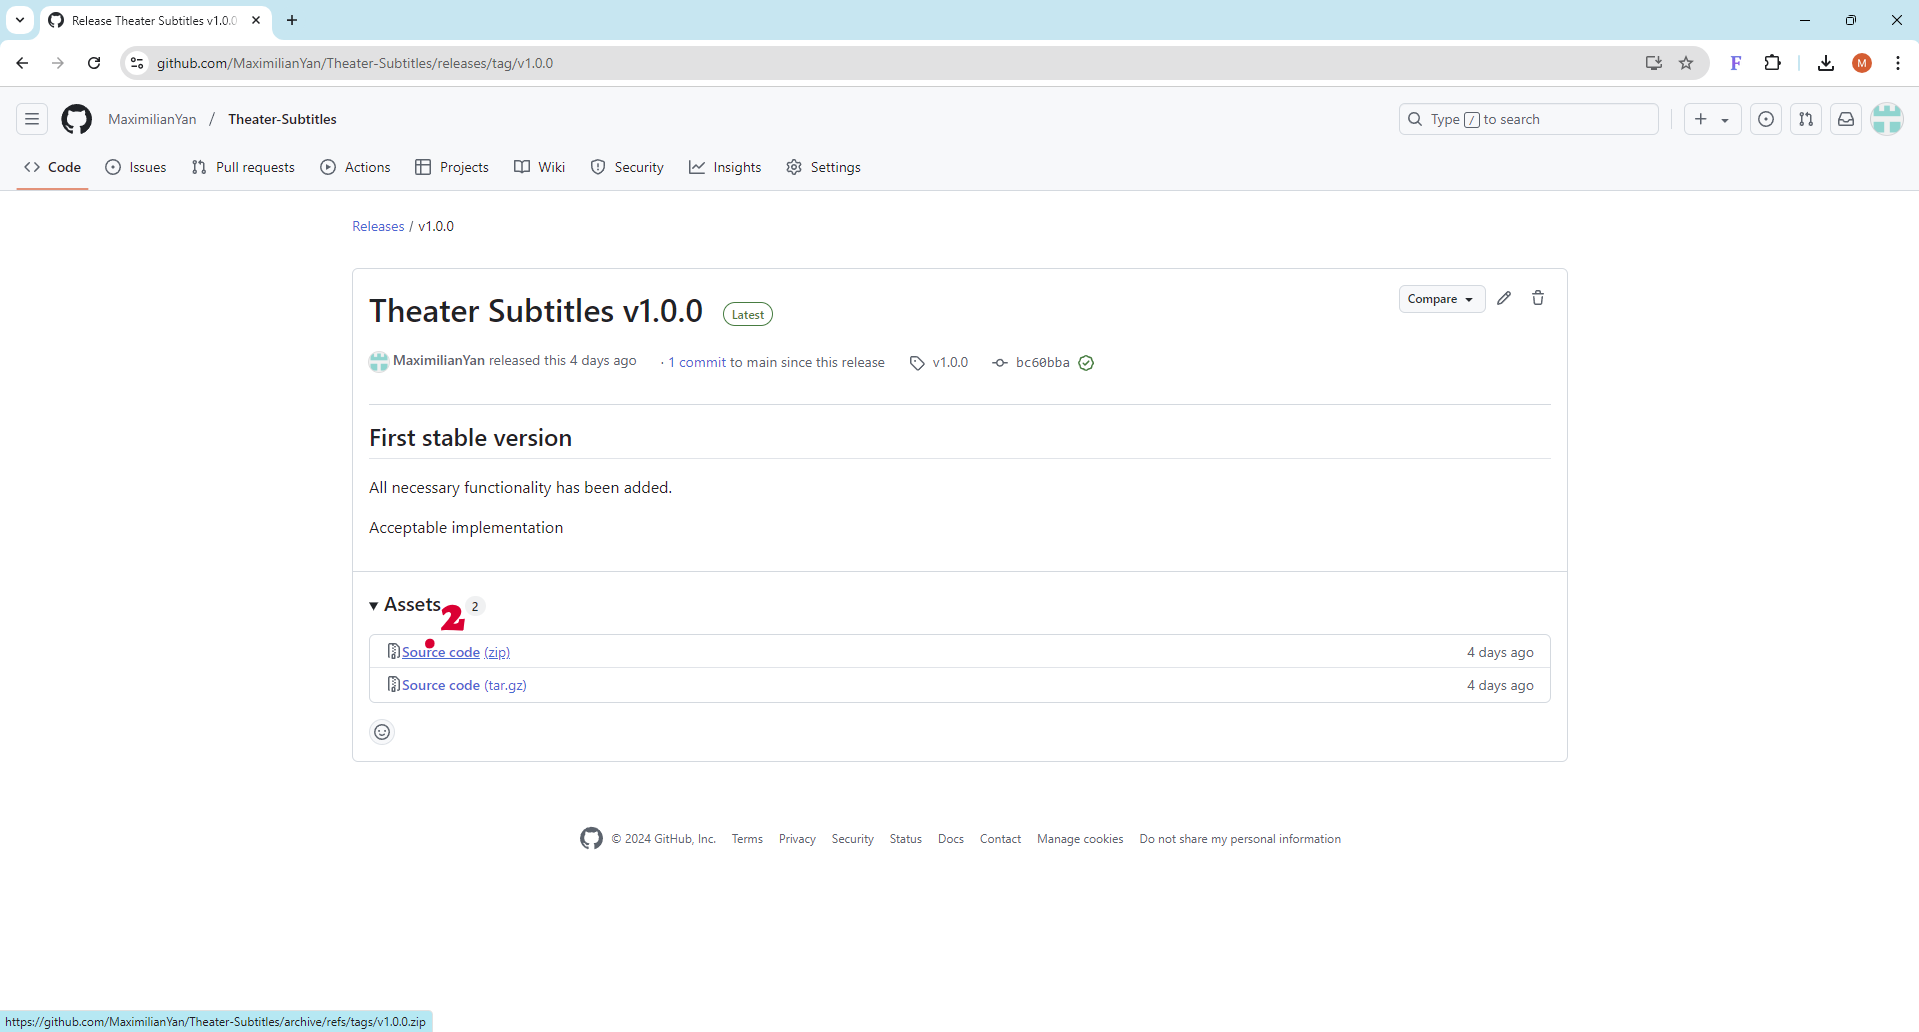 Release Theater Subtitles v1.0.0
github.com/MaximilianYan/Theater-Subtitles/releases/tag/v1.0.0
F
M
MaximilianYan / Theater-Subtitles
Type / to search
Code Issues Pull requests Actions Projects Wiki Security Insights Settings
Releases / v1.0.0
Theater Subtitles v1.0.0 Latest
Compare
MaximilianYan released this 4 days ago · 1 commit to main since this release v1.0.0 bc60bba
First stable version
All necessary functionality has been added.
Acceptable implementation
Assets 2
2
Source code (zip) 4 days ago
Source code (tar.gz) 4 days ago
© 2024 GitHub, Inc. Terms Privacy Security Status Docs Contact Manage cookies Do not share my personal information
https://github.com/MaximilianYan/Theater-Subtitles/archive/refs/tags/v1.0.0.zip